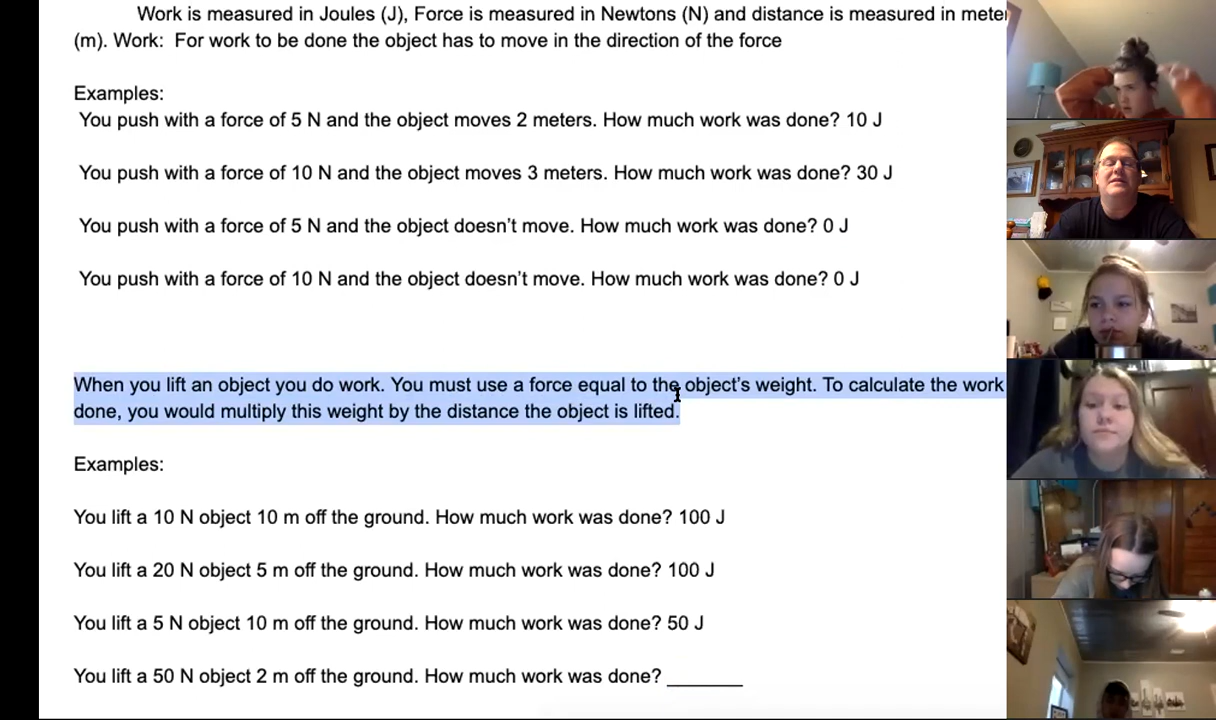 Work is measured in Joules (J), Force is measured in Newtons (N) and distance is measured in
(m). Work:  For work to be done the object has to move in the direction of the force
Examples:
You push with a force of 5 N and the object moves 2 meters. How much work was done? 10 J
You push with a force of 10 N and the object moves 3 meters. How much work was done? 30 J
You push with a force of 5 N and the object doesn’t move. How much work was done? 0 J
You push with a force of 10 N and the object doesn’t move. How much work was done? 0 J
When you lift an object you do work. You must use a force equal to the object’s weight. To calculate the work
done, you would multiply this weight by the distance the object is lifted.
Examples:
You lift a 10 N object 10 m off the ground. How much work was done? 100 J
You lift a 20 N object 5 m off the ground. How much work was done? 100 J
You lift a 5 N object 10 m off the ground. How much work was done? 50 J
You lift a 50 N object 2 m off the ground. How much work was done? _______